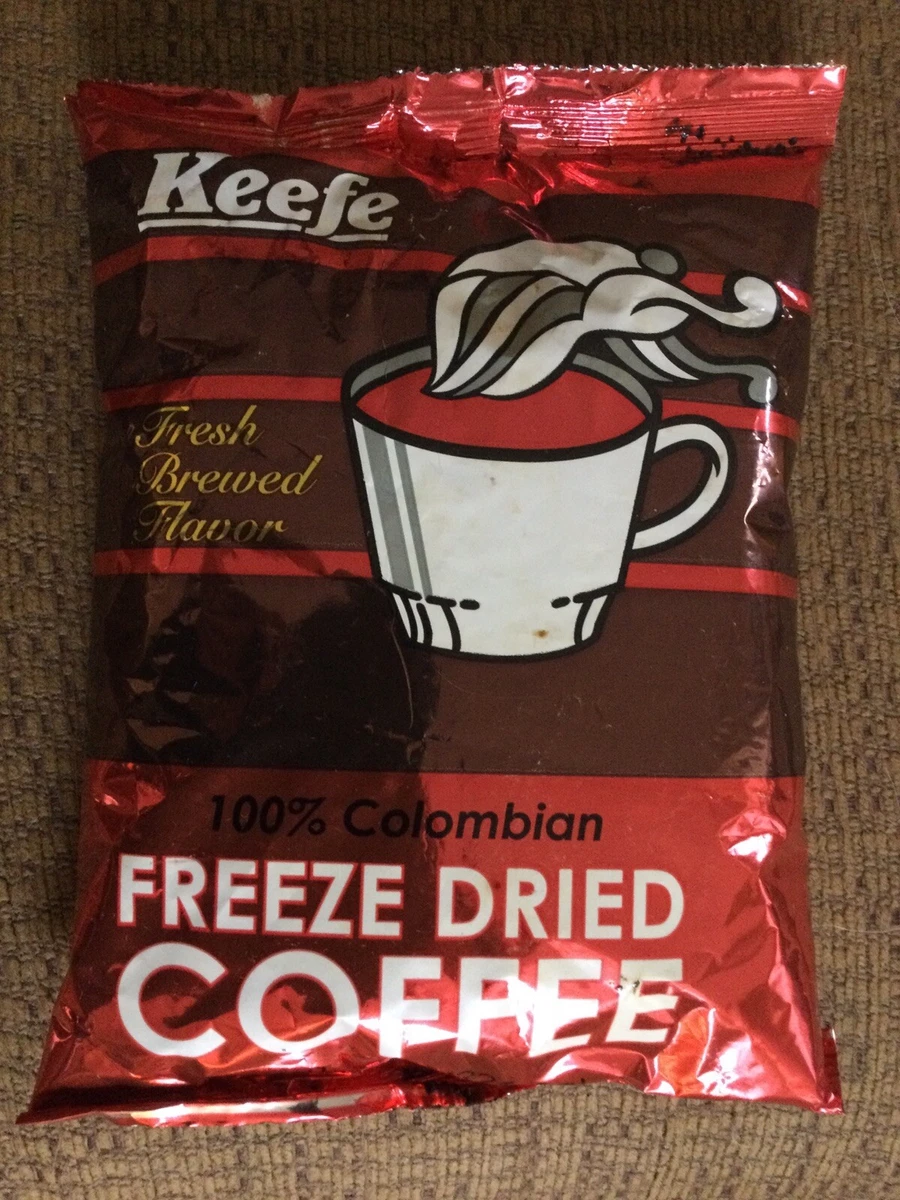 Keefe
Fresh
Brewed
Flavor
100% Colombian
FREEZE DRIED
COFFEE